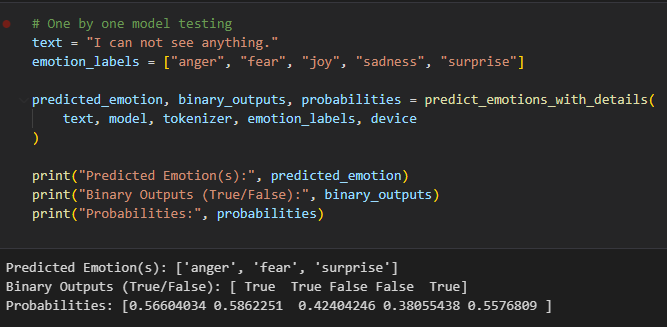 # One by one model testing
text = "I can not see anything."
emotion_labels = ["anger", "fear", "joy", "sadness", "surprise"]
predicted_emotion, binary_outputs, probabilities = predict_emotions_with_details(
    text, model, tokenizer, emotion_labels, device
)
print("Predicted Emotion(s):", predicted_emotion)
print("Binary Outputs (True/False):", binary_outputs)
print("Probabilities:", probabilities)
Predicted Emotion(s): ['anger', 'fear', 'surprise']
Binary Outputs (True/False): [ True  True False False  True]
Probabilities: [0.56604034 0.5862251  0.42404246 0.38055438 0.5576809 ]